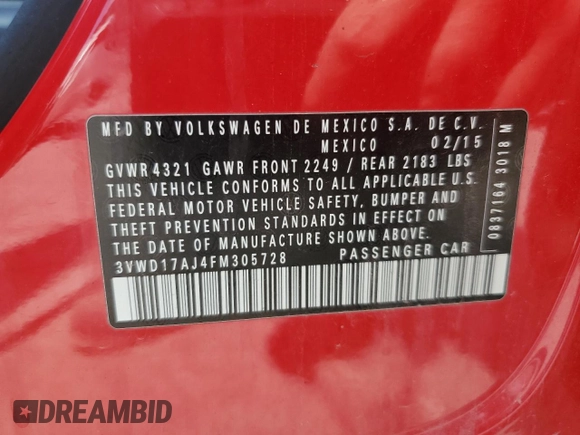 MFD BY VOLKSWAGEN DE MEXICO S.A. DE C.V.
MEXICO 02/15
GVWR 4321 GAWR FRONT 2249 / REAR 2183 LBS
THIS VEHICLE CONFORMS TO ALL APPLICABLE U.S.
FEDERAL MOTOR VEHICLE SAFETY, BUMPER AND
THEFT PREVENTION STANDARDS IN EFFECT ON
THE DATE OF MANUFACTURE SHOWN ABOVE.
3VWD17AJ4FM305728 PASSENGER CAR
0837164 3018 M
DREAMBID